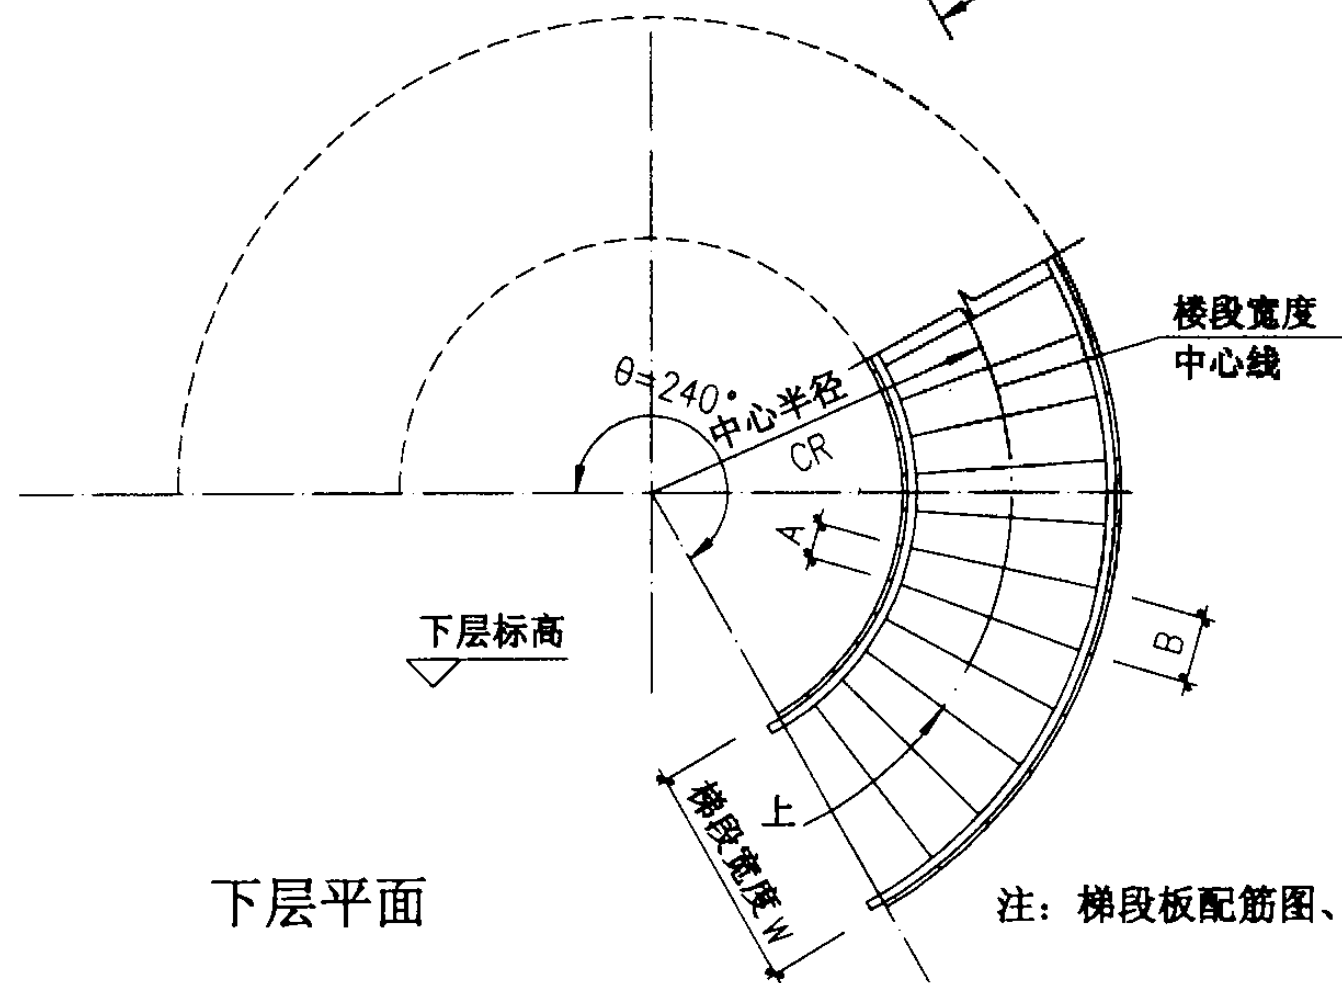 楼段宽度
中心线
θ=240°
中心半径
CR
A
B
下层标高
上
梯段宽度W
下层平面
注：梯段板配筋图、